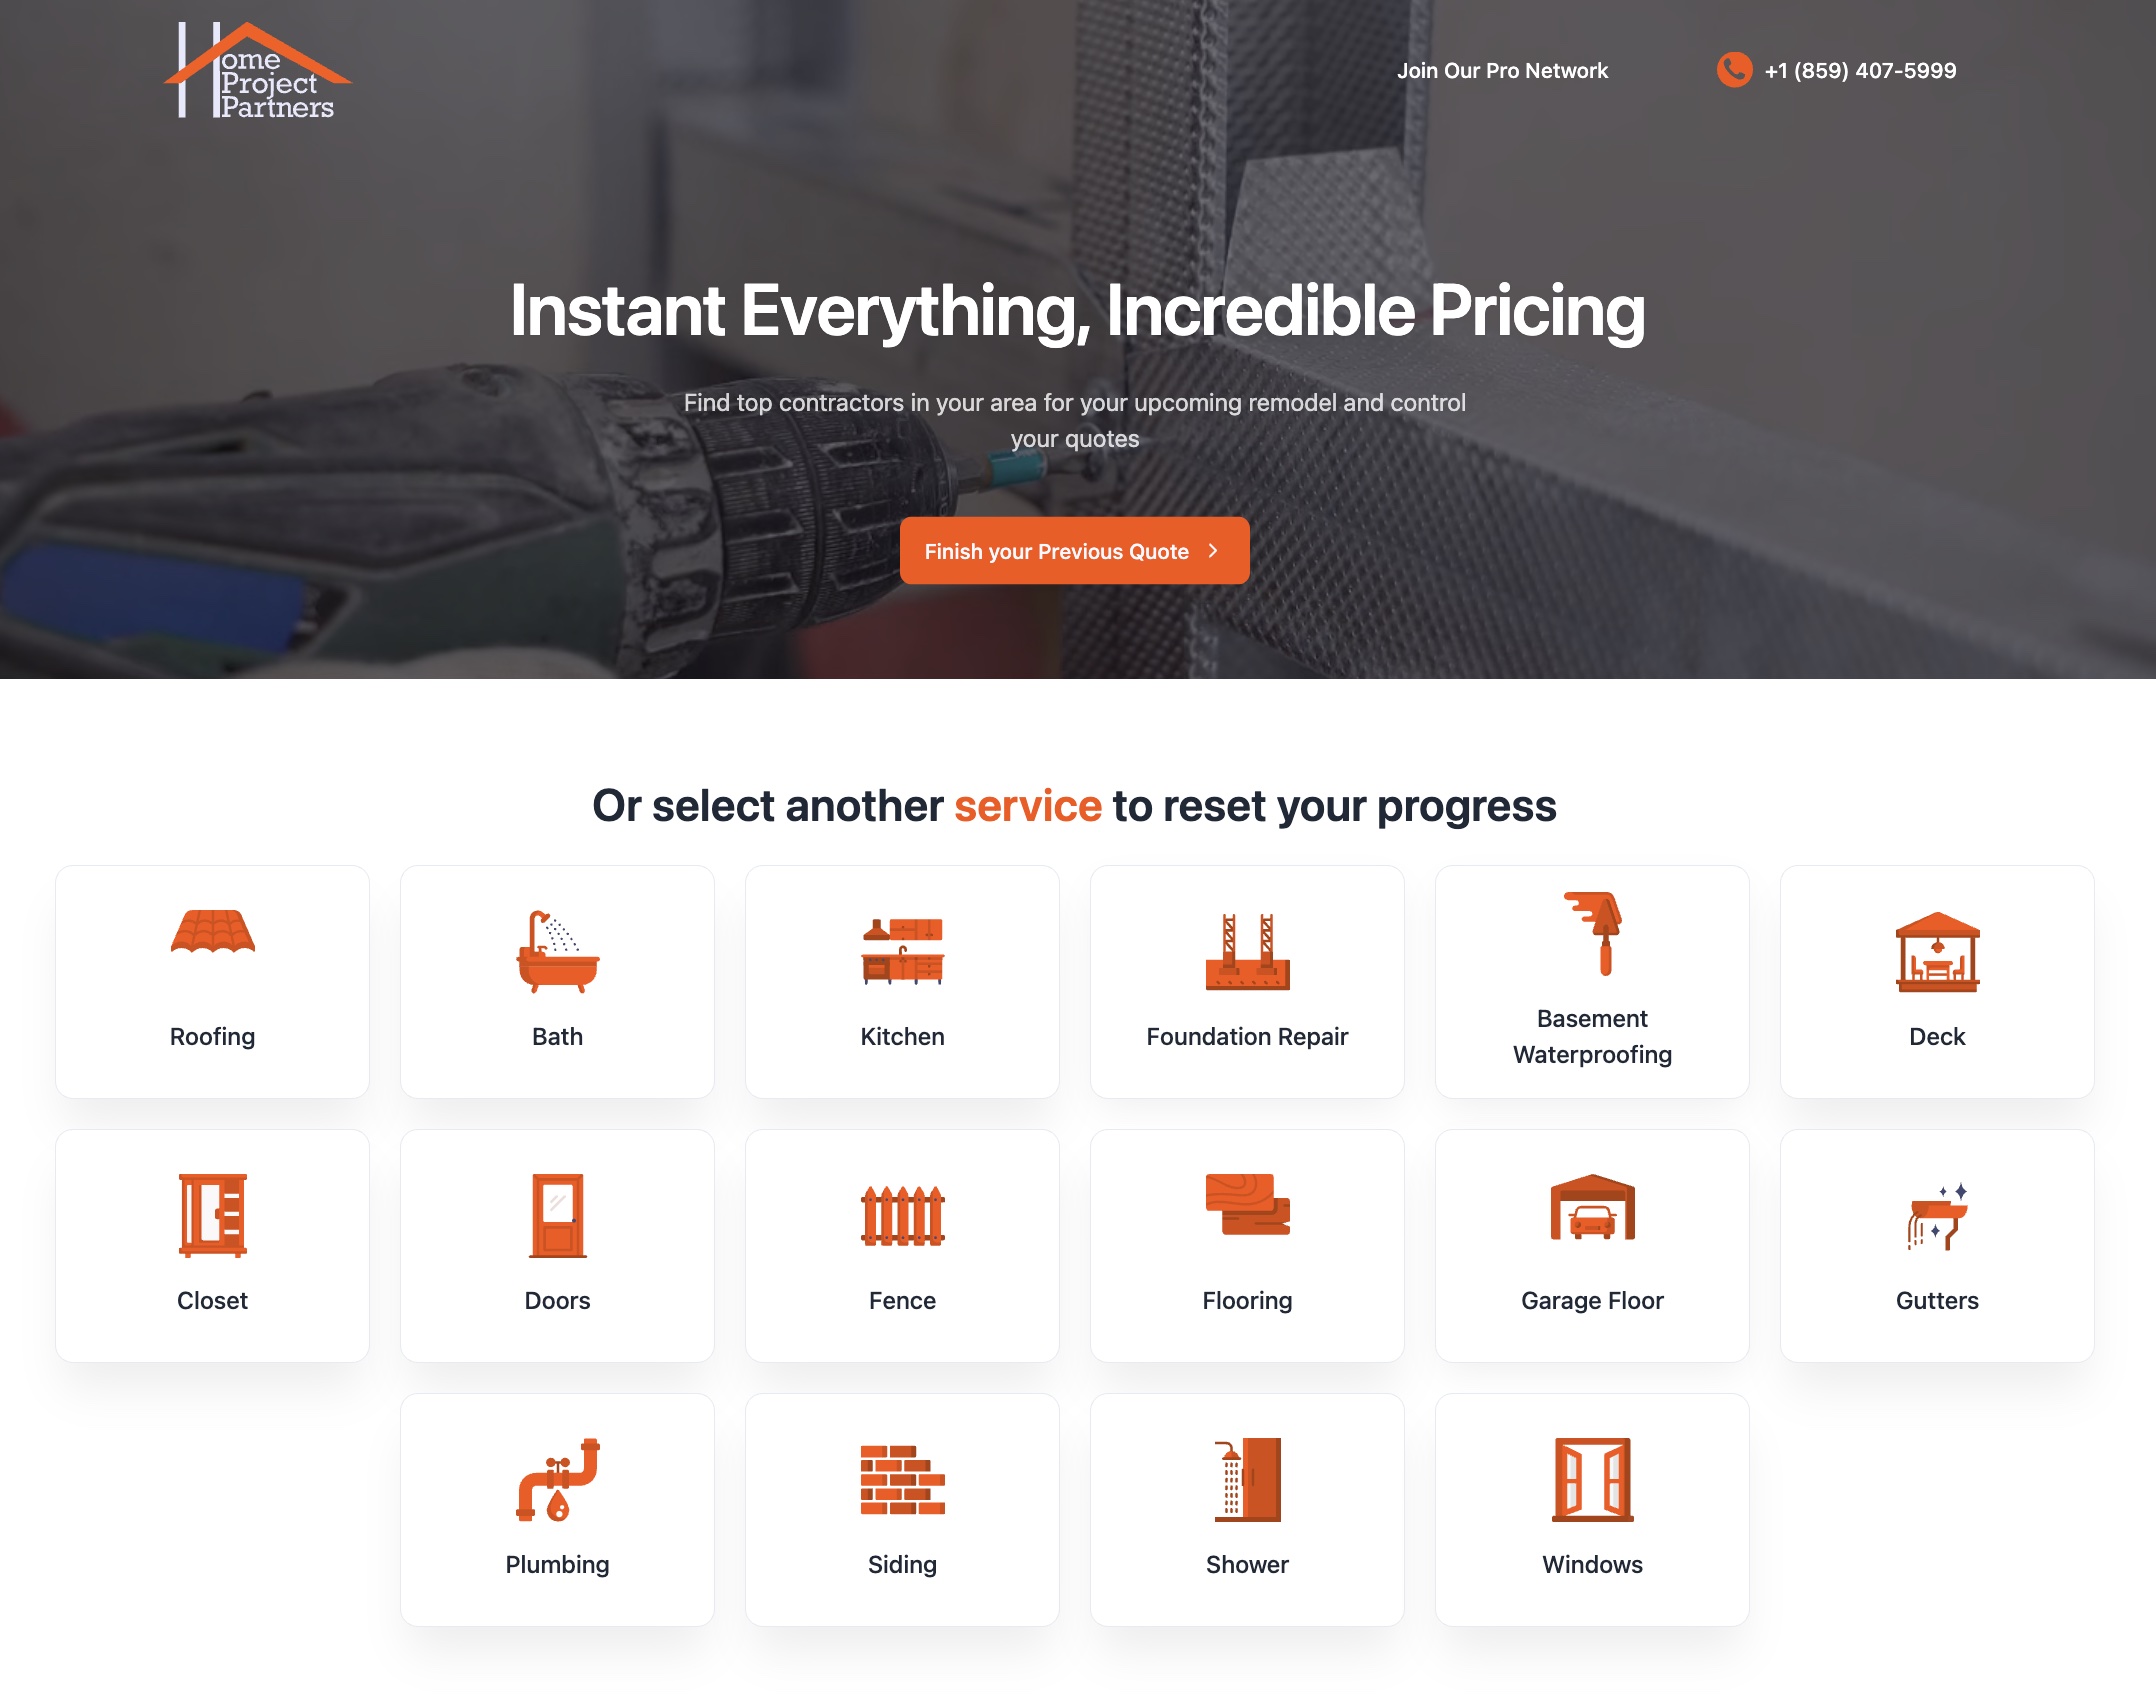 Home
Project
Partners
Join Our Pro Network
+1 (859) 407-5999
Instant Everything, Incredible Pricing
Find top contractors in your area for your upcoming remodel and control
your quotes
Finish your Previous Quote
Or select another service to reset your progress
Roofing
Bath
Kitchen
Foundation Repair
Basement
Waterproofing
Deck
Closet
Doors
Fence
Flooring
Garage Floor
Gutters
Plumbing
Siding
Shower
Windows